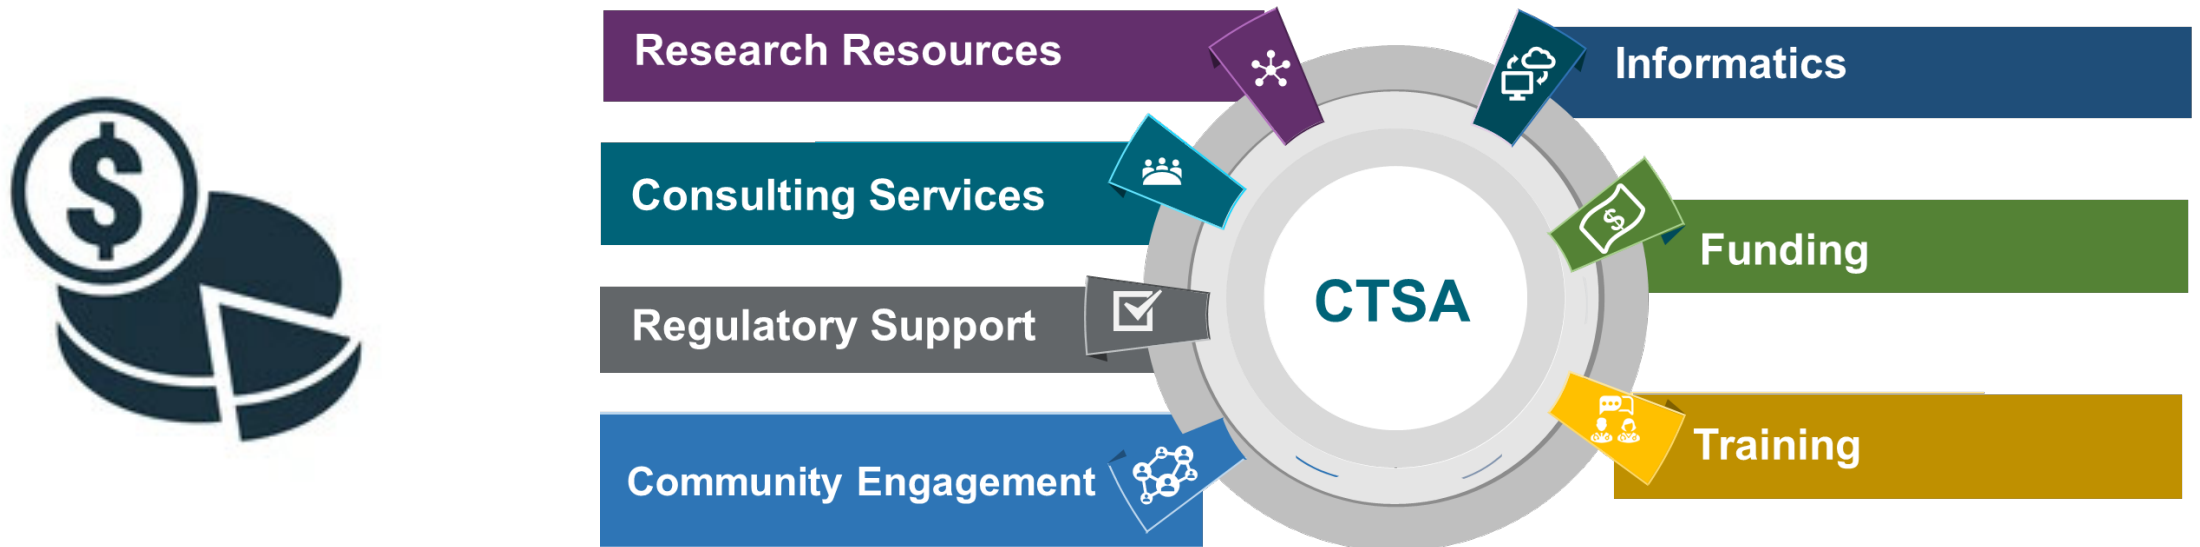 Research Resources
Consulting Services
Regulatory Support
Community Engagement
CTSA
Informatics
Funding
Training
$
$